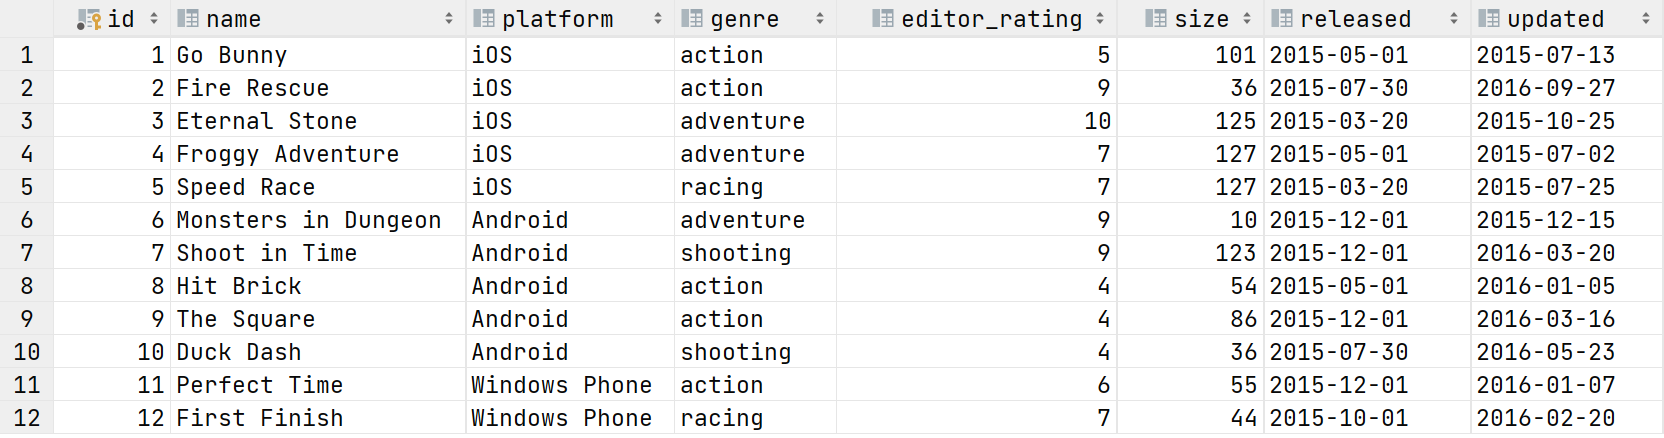 id name platform genre editor_rating size released updated
1 1 Go Bunny iOS action 5 101 2015-05-01 2015-07-13
2 2 Fire Rescue iOS action 9 36 2015-07-30 2016-09-27
3 3 Eternal Stone iOS adventure 10 125 2015-03-20 2015-10-25
4 4 Froggy Adventure iOS adventure 7 127 2015-05-01 2015-07-02
5 5 Speed Race iOS racing 7 127 2015-03-20 2015-07-25
6 6 Monsters in Dungeon Android adventure 9 10 2015-12-01 2015-12-15
7 7 Shoot in Time Android shooting 9 123 2015-12-01 2016-03-20
8 8 Hit Brick Android action 4 54 2015-05-01 2016-01-05
9 9 The Square Android action 4 86 2015-12-01 2016-03-16
10 10 Duck Dash Android shooting 4 36 2015-07-30 2016-05-23
11 11 Perfect Time Windows Phone action 6 55 2015-12-01 2016-01-07
12 12 First Finish Windows Phone racing 7 44 2015-10-01 2016-02-20